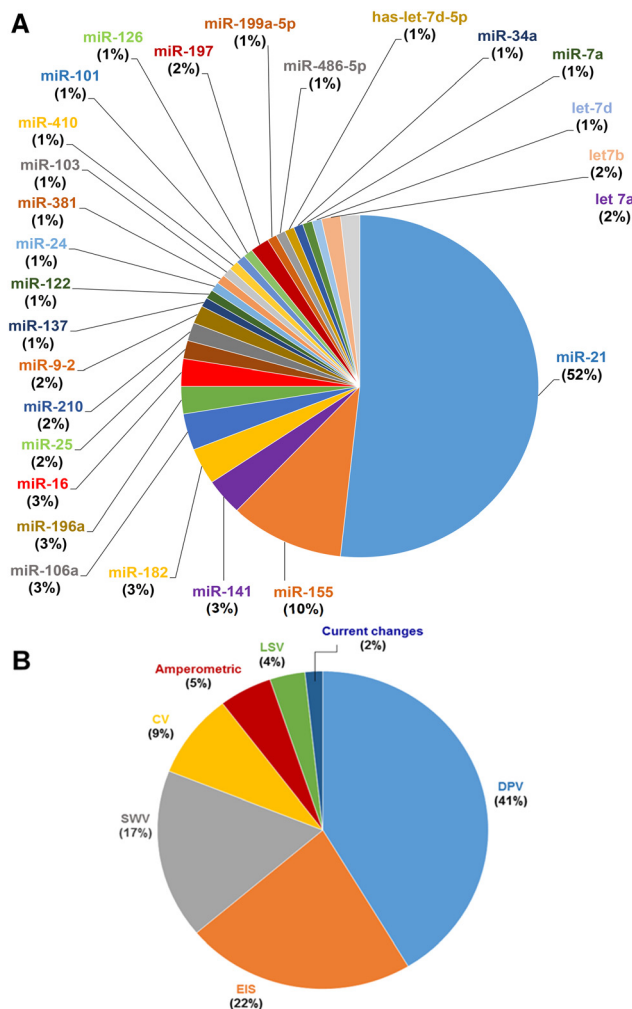 A
miR-126
(1%)
miR-197
(2%)
miR-199a-5p
(1%)
miR-486-5p
(1%)
has-let-7d-5p
(1%)
miR-34a
(1%)
miR-7a
(1%)
let-7d
(1%)
let7b
(2%)
let 7a
(2%)
miR-101
(1%)
miR-410
(1%)
miR-103
(1%)
miR-381
(1%)
miR-24
(1%)
miR-122
(1%)
miR-137
(1%)
miR-9-2
(2%)
miR-210
(2%)
miR-25
(2%)
miR-16
(3%)
miR-196a
(3%)
miR-106a
(3%)
miR-182
(3%)
miR-141
(3%)
miR-155
(10%)
miR-21
(52%)
B
Current changes
(2%)
LSV
(4%)
Amperometric
(5%)
CV
(9%)
SWV
(17%)
EIS
(22%)
DPV
(41%)